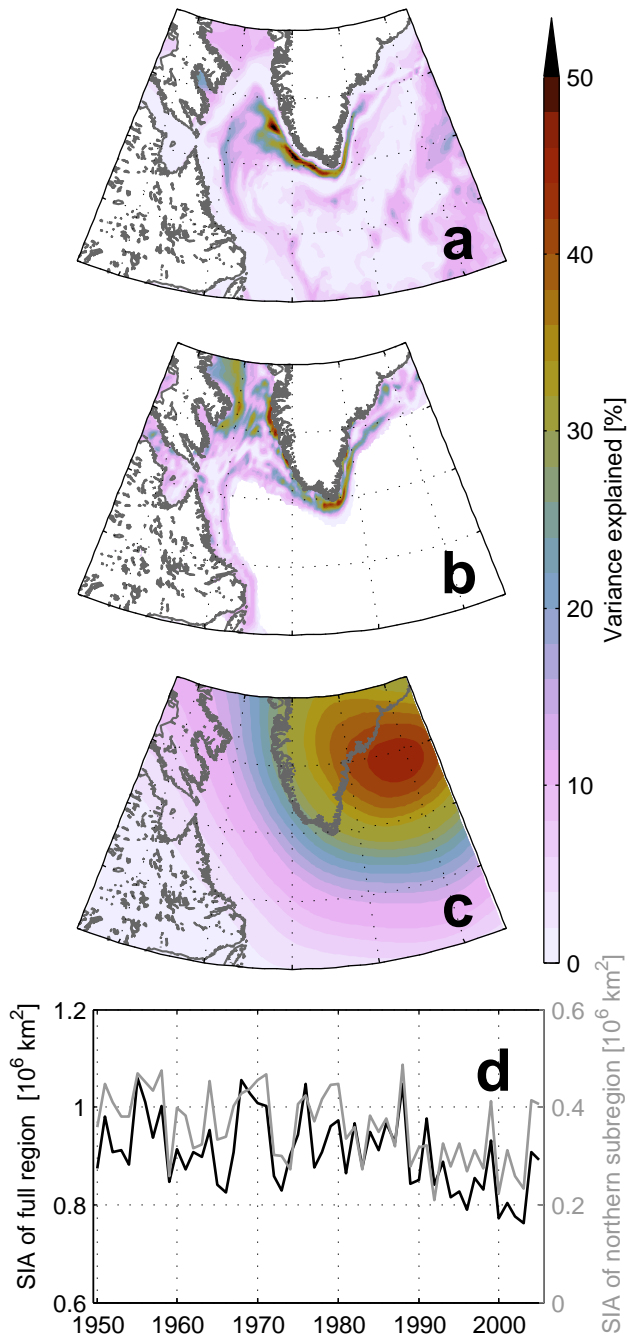 a
b
c
50
40
30
20
10
0
Variance explained [%]
d
1.2
1
0.8
0.6
SIA of full region [10⁶ km²]
0.6
0.4
0.2
0
SIA of northern subregion [10⁶ km²]
1950 1960 1970 1980 1990 2000